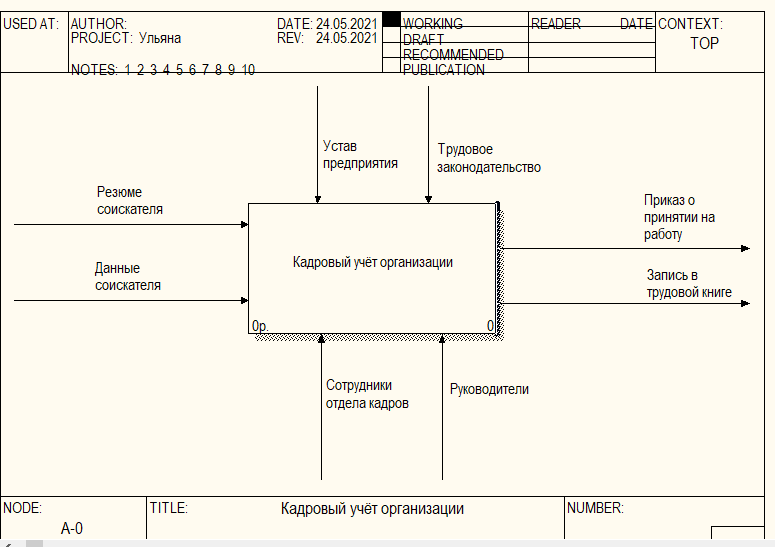 USED AT: AUTHOR: DATE: 24.05.2021 WORKING READER DATE CONTEXT:
PROJECT: Ульяна REV: 24.05.2021 DRAFT TOP
RECOMMENDED
NOTES: 1 2 3 4 5 6 7 8 9 10 PUBLICATION
Устав
предприятия
Трудовое
законодательство
Резюме
соискателя
Данные
соискателя
Кадровый учёт организации
0р. 0
Приказ о
принятии на
работу
Запись в
трудовой книге
Сотрудники
отдела кадров
Руководители
NODE: TITLE: Кадровый учёт организации NUMBER:
A-0